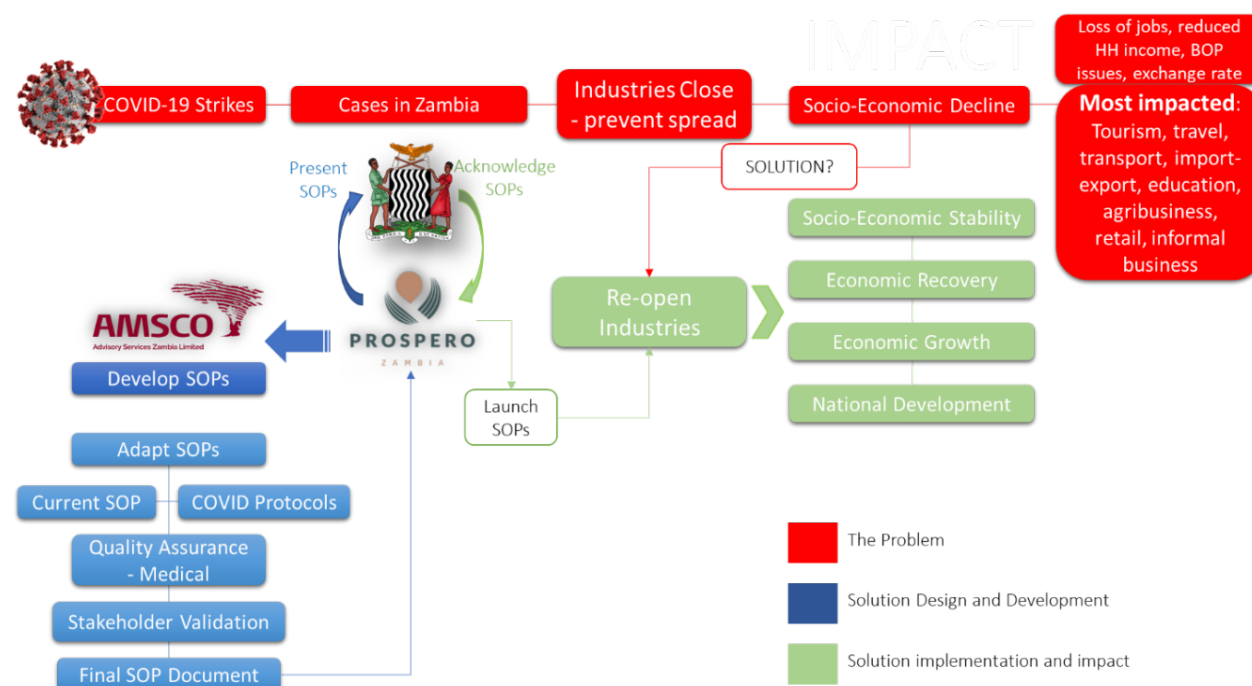 IMPACT
Loss of jobs, reduced
HH income, BOP
issues, exchange rate
COVID-19 Strikes
Cases in Zambia
Industries Close
- prevent spread
Socio-Economic Decline
Most impacted:
Tourism, travel,
transport, import-
export, education,
agribusiness,
retail, informal
business
SOLUTION?
Present
SOPs
Acknowledge
SOPs
Socio-Economic Stability
Economic Recovery
Economic Growth
National Development
Re-open
Industries
AMSCO
Advisory Services Zambia Limited
PROSPERO
ZAMBIA
Develop SOPs
Launch
SOPs
Adapt SOPs
Current SOP
COVID Protocols
Quality Assurance
- Medical
Stakeholder Validation
Final SOP Document
The Problem
Solution Design and Development
Solution implementation and impact